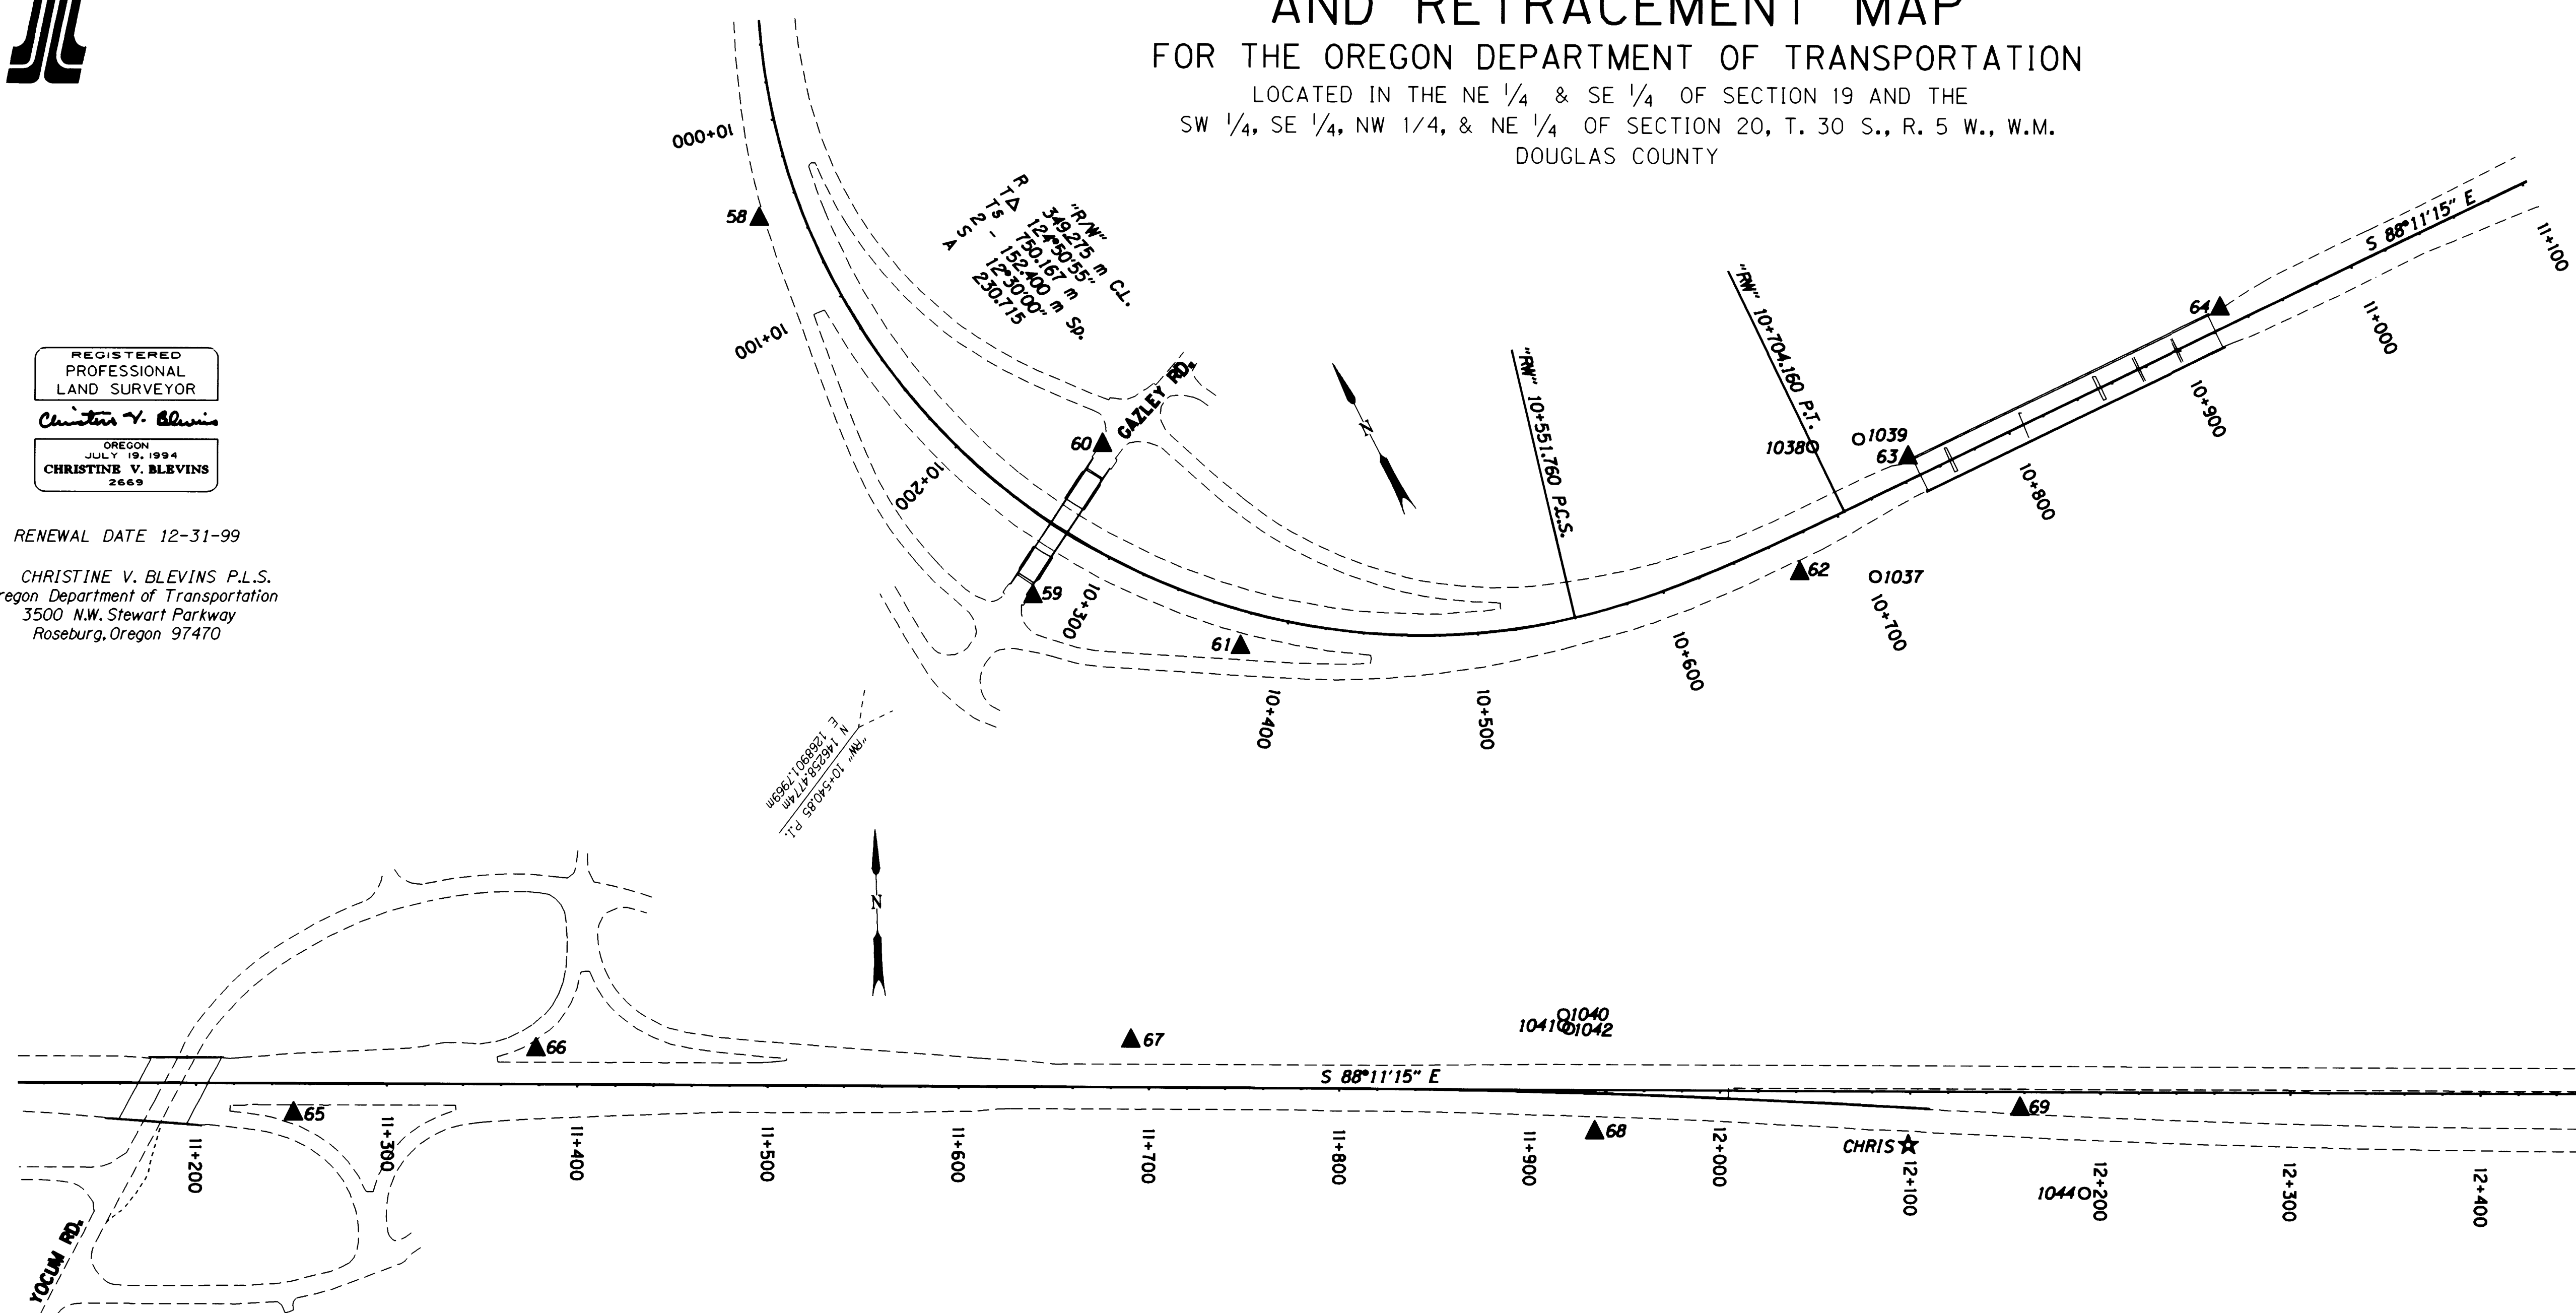 AND RETRACEMENT MAP
FOR THE OREGON DEPARTMENT OF TRANSPORTATION
LOCATED IN THE NE 1/4 & SE 1/4 OF SECTION 19 AND THE
SW 1/4, SE 1/4, NW 1/4, & NE 1/4 OF SECTION 20, T. 30 S., R. 5 W., W.M.
DOUGLAS COUNTY
REGISTERED
PROFESSIONAL
LAND SURVEYOR
Christine V. Blevins
OREGON
JULY 19, 1994
CHRISTINE V. BLEVINS
2669
RENEWAL DATE 12-31-99
CHRISTINE V. BLEVINS P.L.S.
regon Department of Transportation
3500 N.W. Stewart Parkway
Roseburg, Oregon 97470
10+000
58
10+100
"R/W"
R 349.275 m C.L.
△ 124°50'55"
Ts 750.167 m
2 - 152.400 m Sp.
S 12°30'00"
A 230.715
GAZLEY RD.
60
10+200
59
10+300
61
10+400
10+500
N
"RW" 10+551.760 P.C.S.
"RW" 10+704.160 P.T.
1038
1039
63
62
1037
10+600
10+700
10+800
10+900
64
11+000
S 88°11'15" E
11+100
"RW" 10+540.85 P.I.
N 146258.4774m
E 1268901.7969m
N
66
67
1040
1041
1042
S 88°11'15" E
65
68
69
CHRIS
1044
11+200
11+300
11+400
11+500
11+600
11+700
11+800
11+900
12+000
12+100
12+200
12+300
12+400
YOCUM RD.